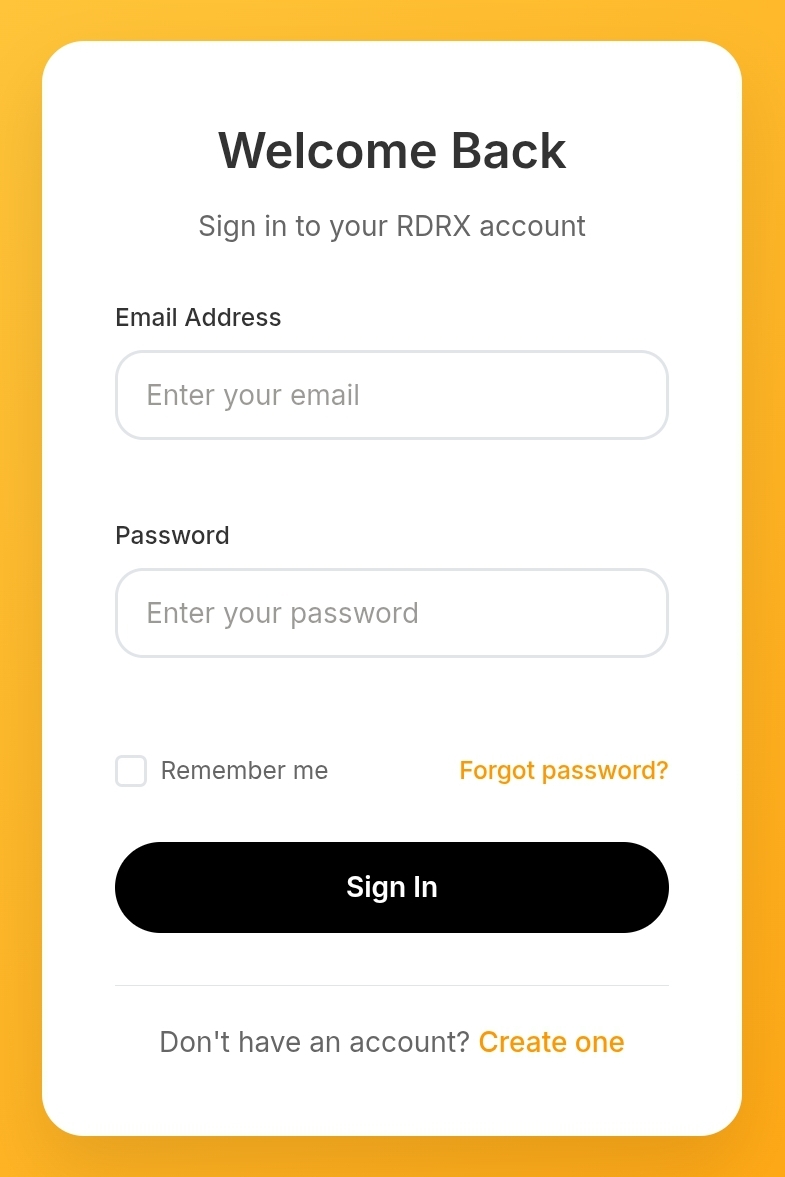 Welcome Back
Sign in to your RDRX account
Email Address
Enter your email
Password
Enter your password
Remember me Forgot password?
Sign In
Don't have an account? Create one